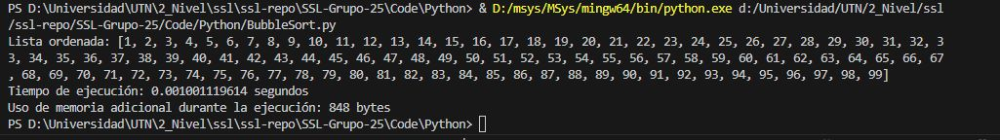 PS D:\Universidad\UTN\2_Nivel\ssl\ssl-repo\SSL-Grupo-25\Code\Python> & D:/msys/MSys/mingw64/bin/python.exe d:/Universidad/UTN/2_Nivel/ssl
/ssl-repo/SSL-Grupo-25/Code/Python/BubbleSort.py
Lista ordenada: [1, 2, 3, 4, 5, 6, 7, 8, 9, 10, 11, 12, 13, 14, 15, 16, 17, 18, 19, 20, 21, 22, 23, 24, 25, 26, 27, 28, 29, 30, 31, 32, 3
3, 34, 35, 36, 37, 38, 39, 40, 41, 42, 43, 44, 45, 46, 47, 48, 49, 50, 51, 52, 53, 54, 55, 56, 57, 58, 59, 60, 61, 62, 63, 64, 65, 66, 67
, 68, 69, 70, 71, 72, 73, 74, 75, 76, 77, 78, 79, 80, 81, 82, 83, 84, 85, 86, 87, 88, 89, 90, 91, 92, 93, 94, 95, 96, 97, 98, 99]
Tiempo de ejecución: 0.001001119614 segundos
Uso de memoria adicional durante la ejecución: 848 bytes
PS D:\Universidad\UTN\2_Nivel\ssl\ssl-repo\SSL-Grupo-25\Code\Python>